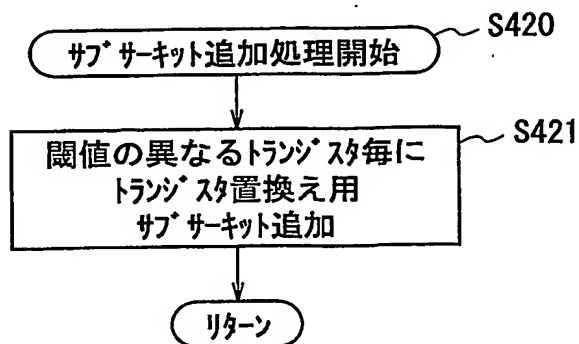 サブサーキット追加処理開始
S420
閾値の異なるトランジスタ毎に
トランジスタ置換え用
サブサーキット追加
S421
リターン